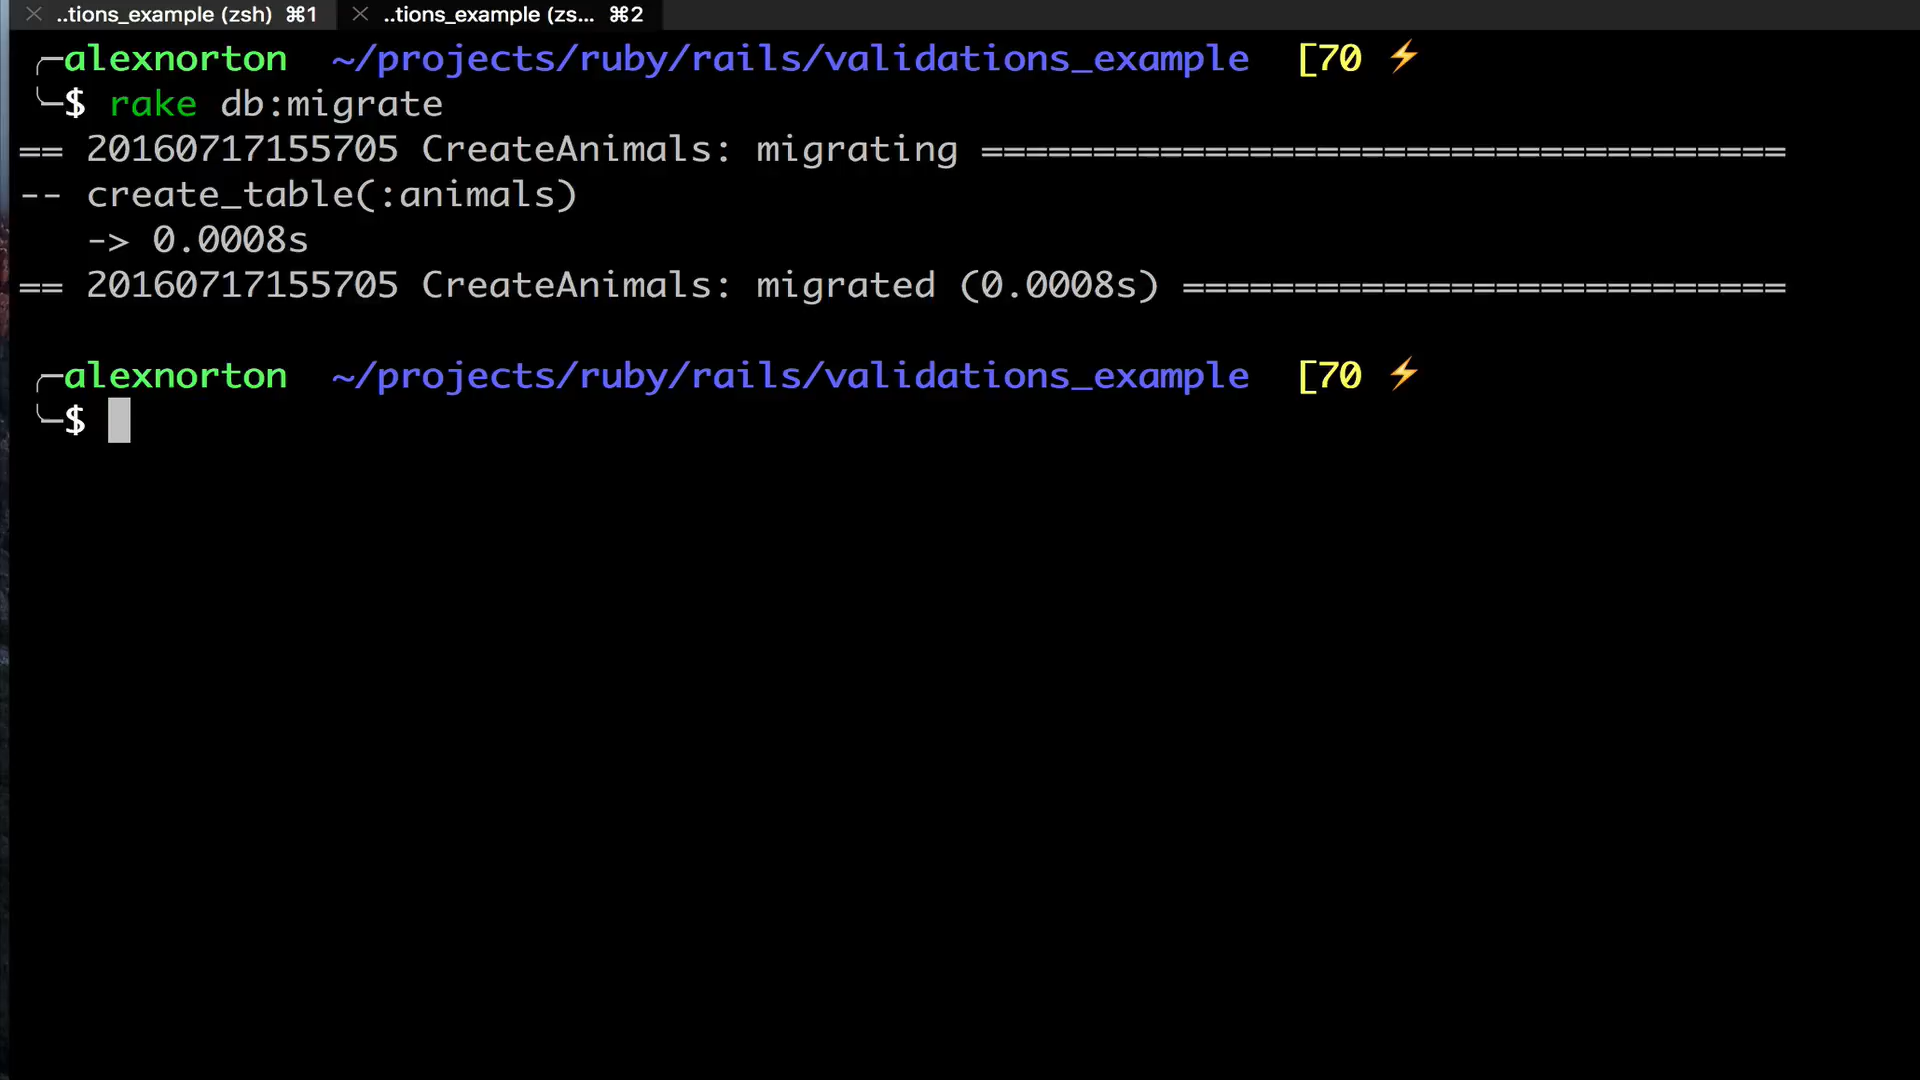 ..tions_example (zsh) ⌘1 ..tions_example (zs... ⌘2
╭─alexnorton ~/projects/ruby/rails/validations_example [70 ⚡
╰─$ rake db:migrate
== 20160717155705 CreateAnimals: migrating ====================================
-- create_table(:animals)
   -> 0.0008s
== 20160717155705 CreateAnimals: migrated (0.0008s) ===========================
╭─alexnorton ~/projects/ruby/rails/validations_example [70 ⚡
╰─$